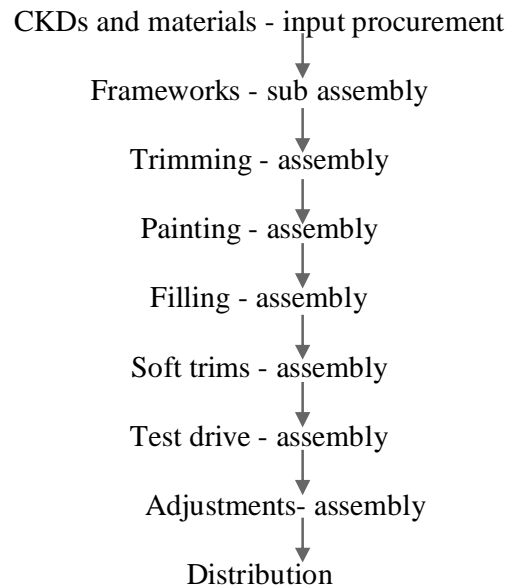 CKDs and materials - input procurement
Frameworks - sub assembly
Trimming - assembly
Painting - assembly
Filling - assembly
Soft trims - assembly
Test drive - assembly
Adjustments- assembly
Distribution